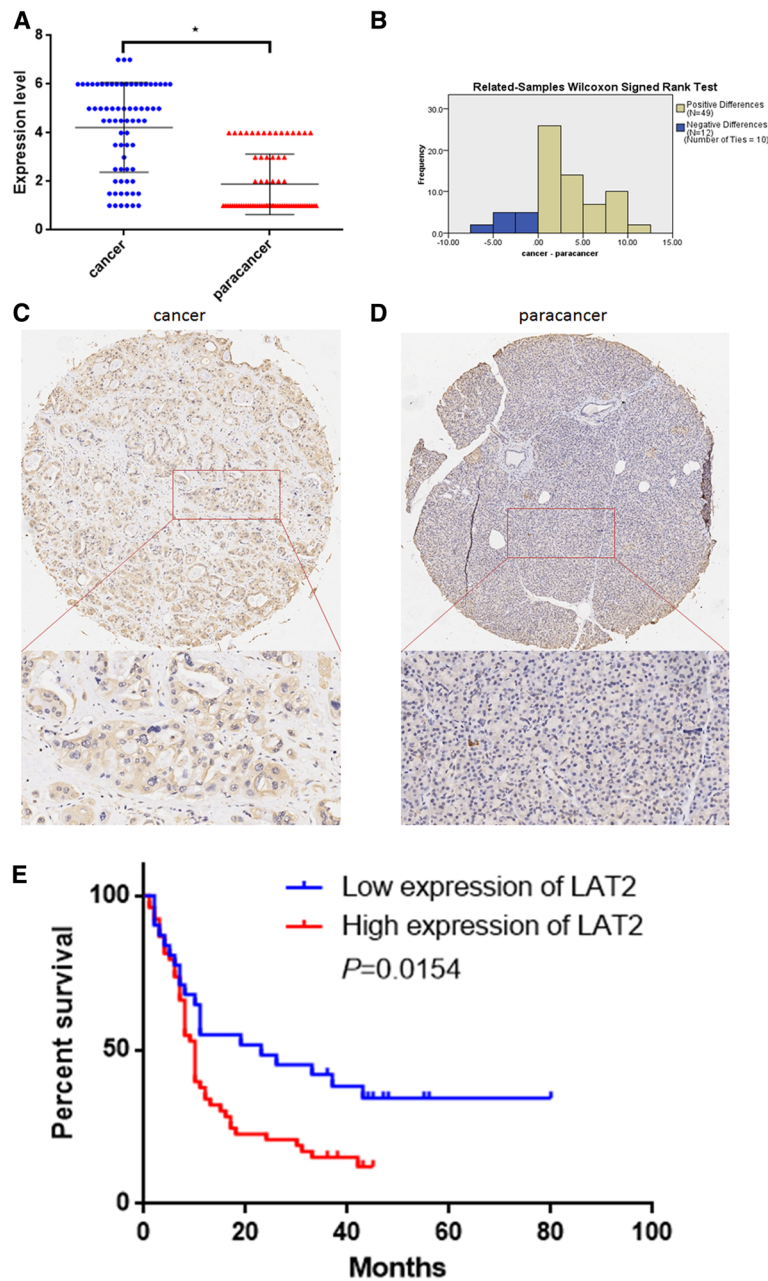 A
8
6
4
2
0
Expression level
*
cancer
paracancer
B
Related-Samples Wilcoxon Signed Rank Test
30.0
20.0
10.0
0.0
Frequency
-10.00 -5.00 .00 5.00 10.00 15.00
cancer - paracancer
Positive Differences
(N=49)
Negative Differences
(N=12)
(Number of Ties = 10)
C
cancer
D
paracancer
E
100
50
0
Percent survival
Low expression of LAT2
High expression of LAT2
P=0.0154
0 20 40 60 80 100
Months